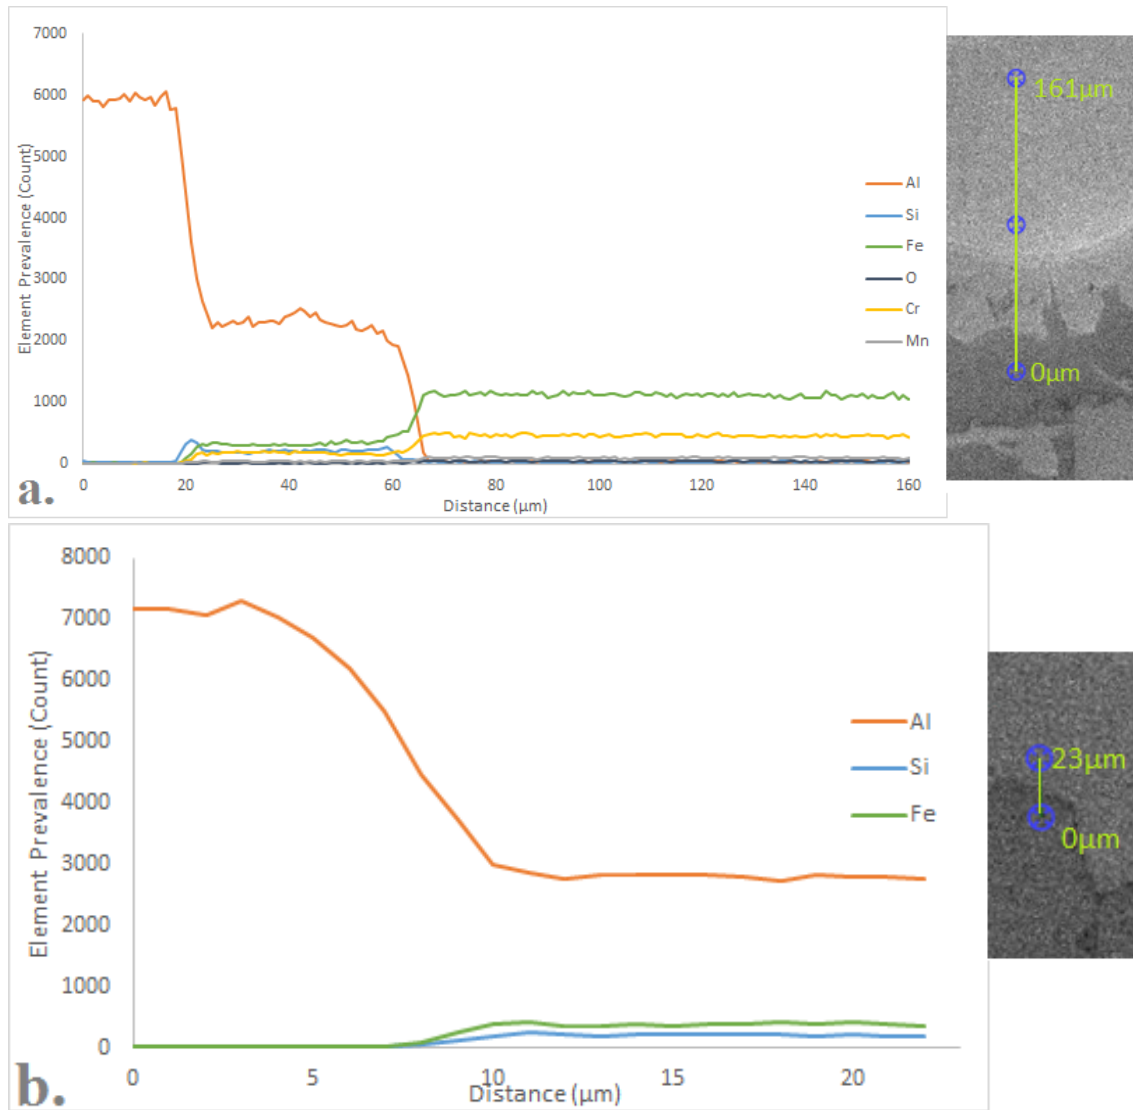 7000
6000
5000
4000
3000
2000
1000
0
Element Prevalence (Count)
0 20 40 60 80 100 120 140 160
Distance (µm)
Al
Si
Fe
O
Cr
Mn
a.
161µm
0µm
8000
7000
6000
5000
4000
3000
2000
1000
0
Element Prevalence (Count)
0 5 10 15 20
Distance (µm)
Al
Si
Fe
b.
23µm
0µm